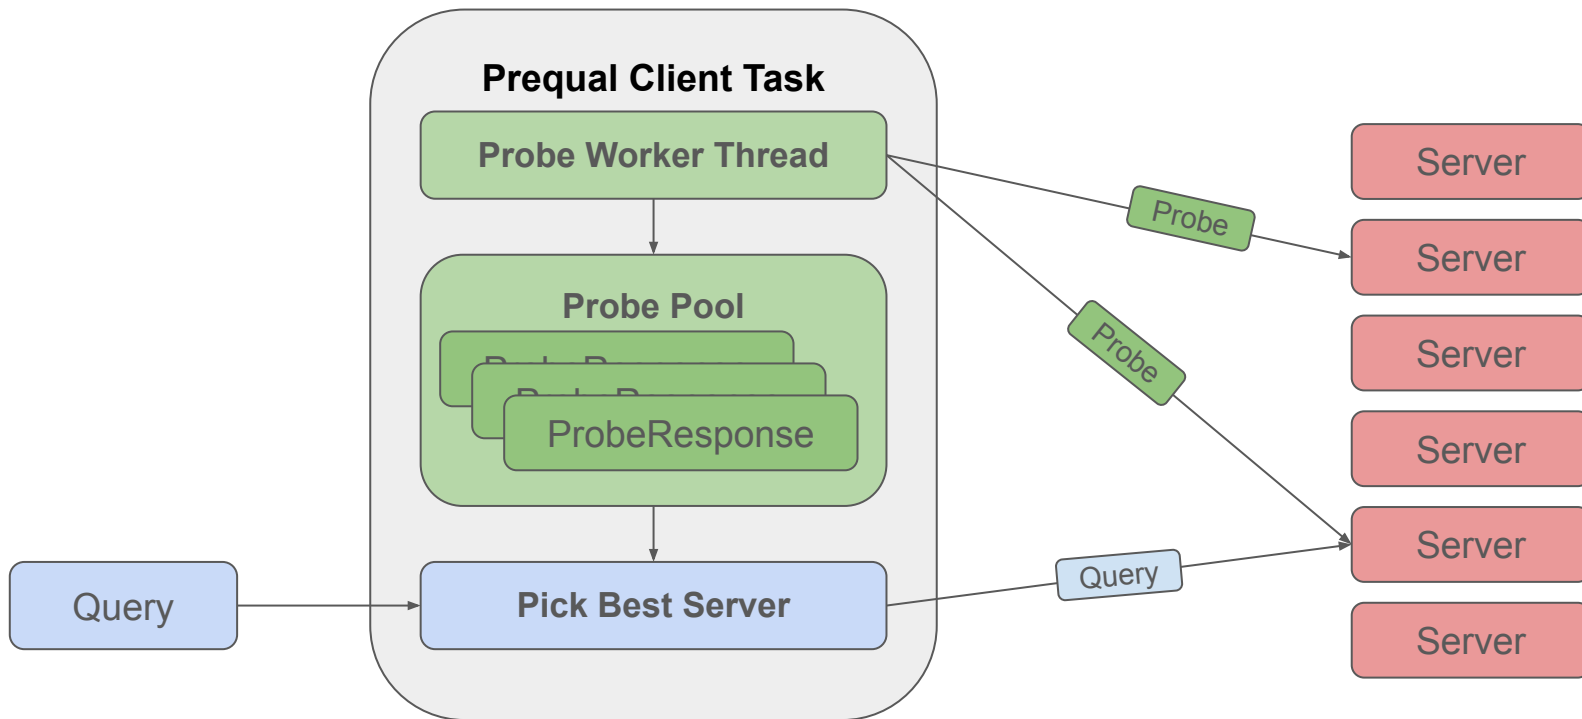 Prequal Client Task
Probe Worker Thread
Probe Pool
ProbeResponse
Query
Pick Best Server
Probe
Probe
Query
Server
Server
Server
Server
Server
Server